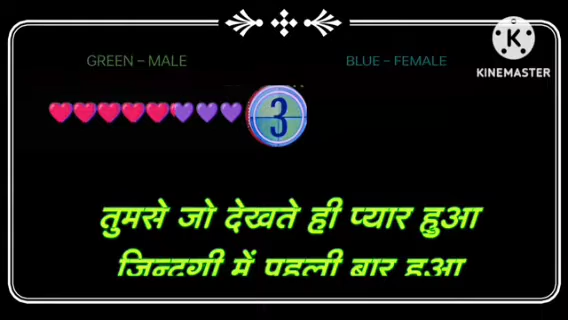 GREEN – MALE
BLUE – FEMALE
K
KINEMASTER
3
तुमसे जो देखते ही प्यार हुआ
जिन्दगी में पहली बार हुआ